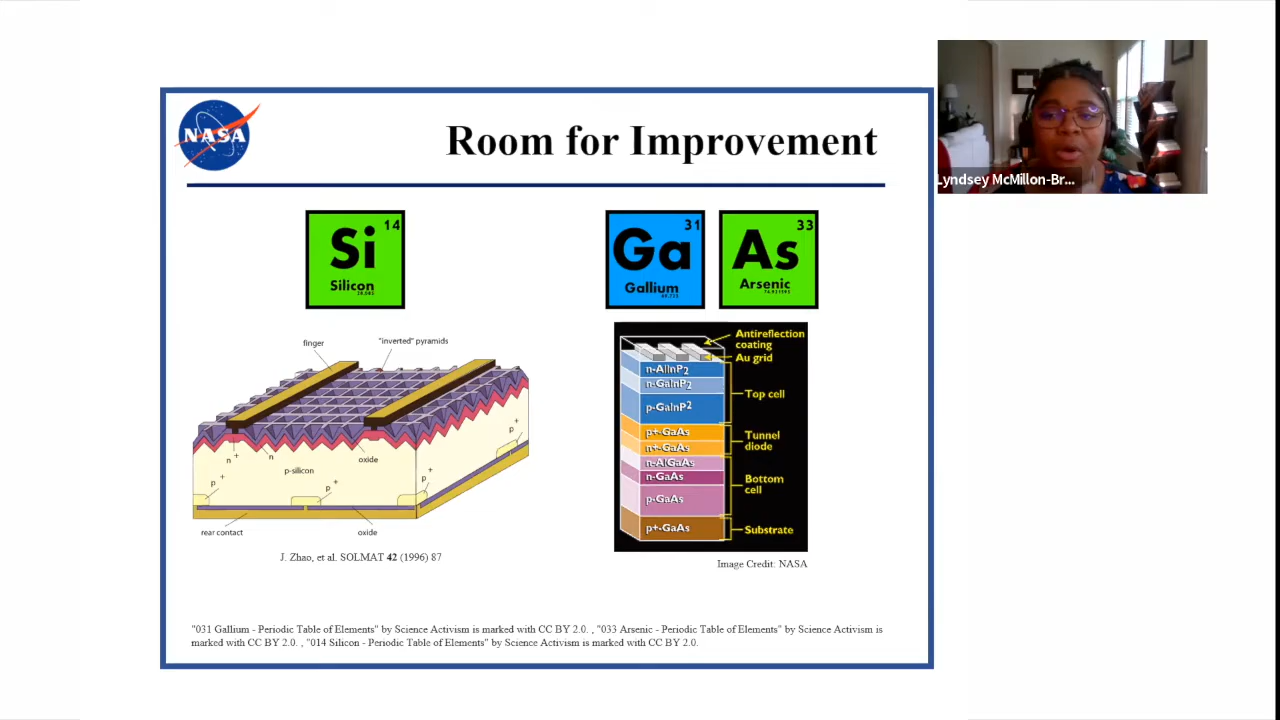 NASA
Room for Improvement
Lyndsey McMillon-Br...
14
Si
Silicon
31
Ga
Gallium
33
As
Arsenic
finger
"inverted" pyramids
n+
n
oxide
p-silicon
p+
p+
p+
p+
rear contact
oxide
J. Zhao, et al. SOLMAT 42 (1996) 87
Antireflection
coating
Au grid
n-AlInP2
n-GaInP2
p-GaInP2
Top cell
p+-GaAs
n+-GaAs
Tunnel
diode
n-AlGaAs
n-GaAs
p-GaAs
Bottom
cell
p+-GaAs
Substrate
Image Credit: NASA
"031 Gallium - Periodic Table of Elements" by Science Activism is marked with CC BY 2.0. , "033 Arsenic - Periodic Table of Elements" by Science Activism is
marked with CC BY 2.0. , "014 Silicon - Periodic Table of Elements" by Science Activism is marked with CC BY 2.0.